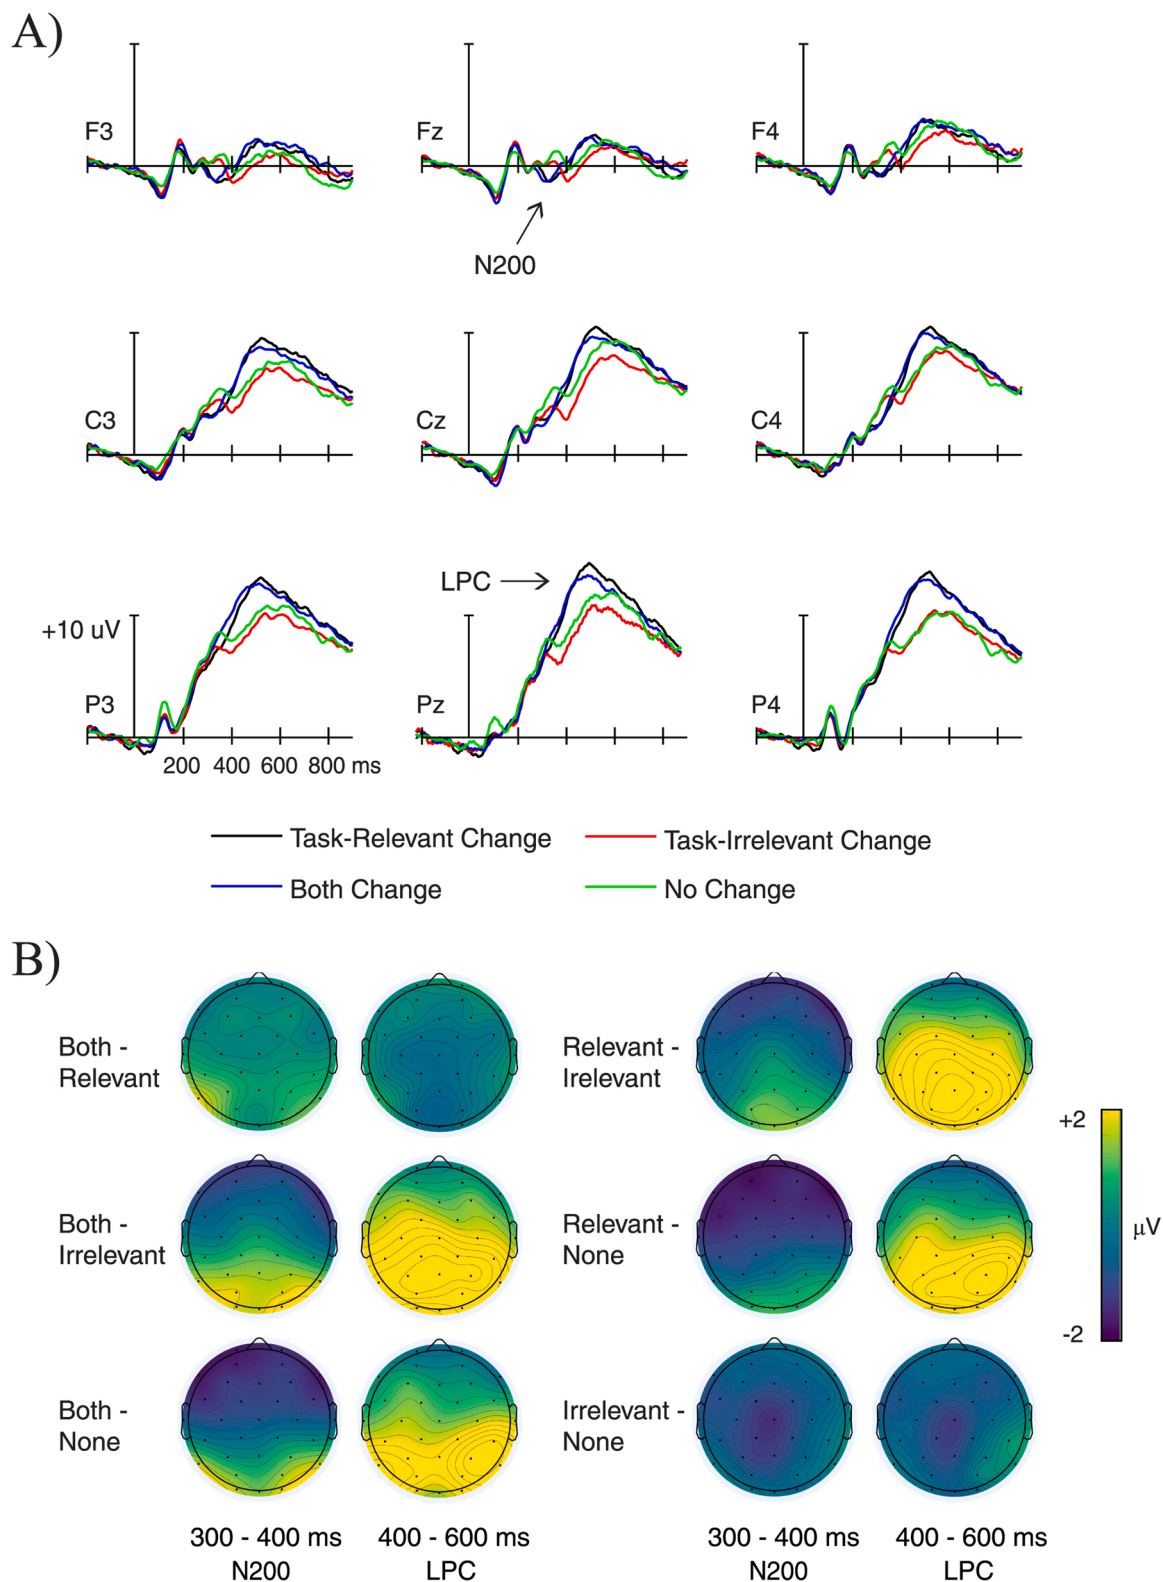 A)
F3
Fz
F4
N200
C3
Cz
C4
LPC
+10 uV
P3
Pz
P4
200 400 600 800 ms
Task-Relevant Change
Task-Irrelevant Change
Both Change
No Change
B)
Both -
Relevant
Relevant -
Irelevant
+2
Both -
Irrelevant
Relevant -
None
μV
-2
Both -
None
Irrelevant -
None
300 - 400 ms
N200
400 - 600 ms
LPC
300 - 400 ms
N200
400 - 600 ms
LPC